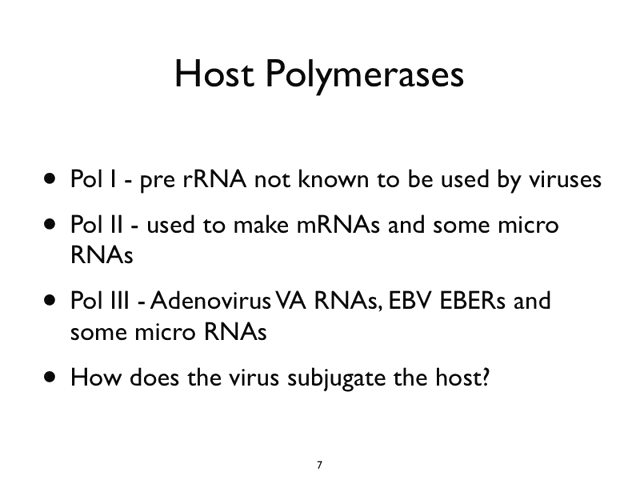 Host Polymerases
• Pol I - pre rRNA not known to be used by viruses
• Pol II - used to make mRNAs and some micro
RNAs
• Pol III - Adenovirus VA RNAs, EBV EBERs and
some micro RNAs
• How does the virus subjugate the host?
7